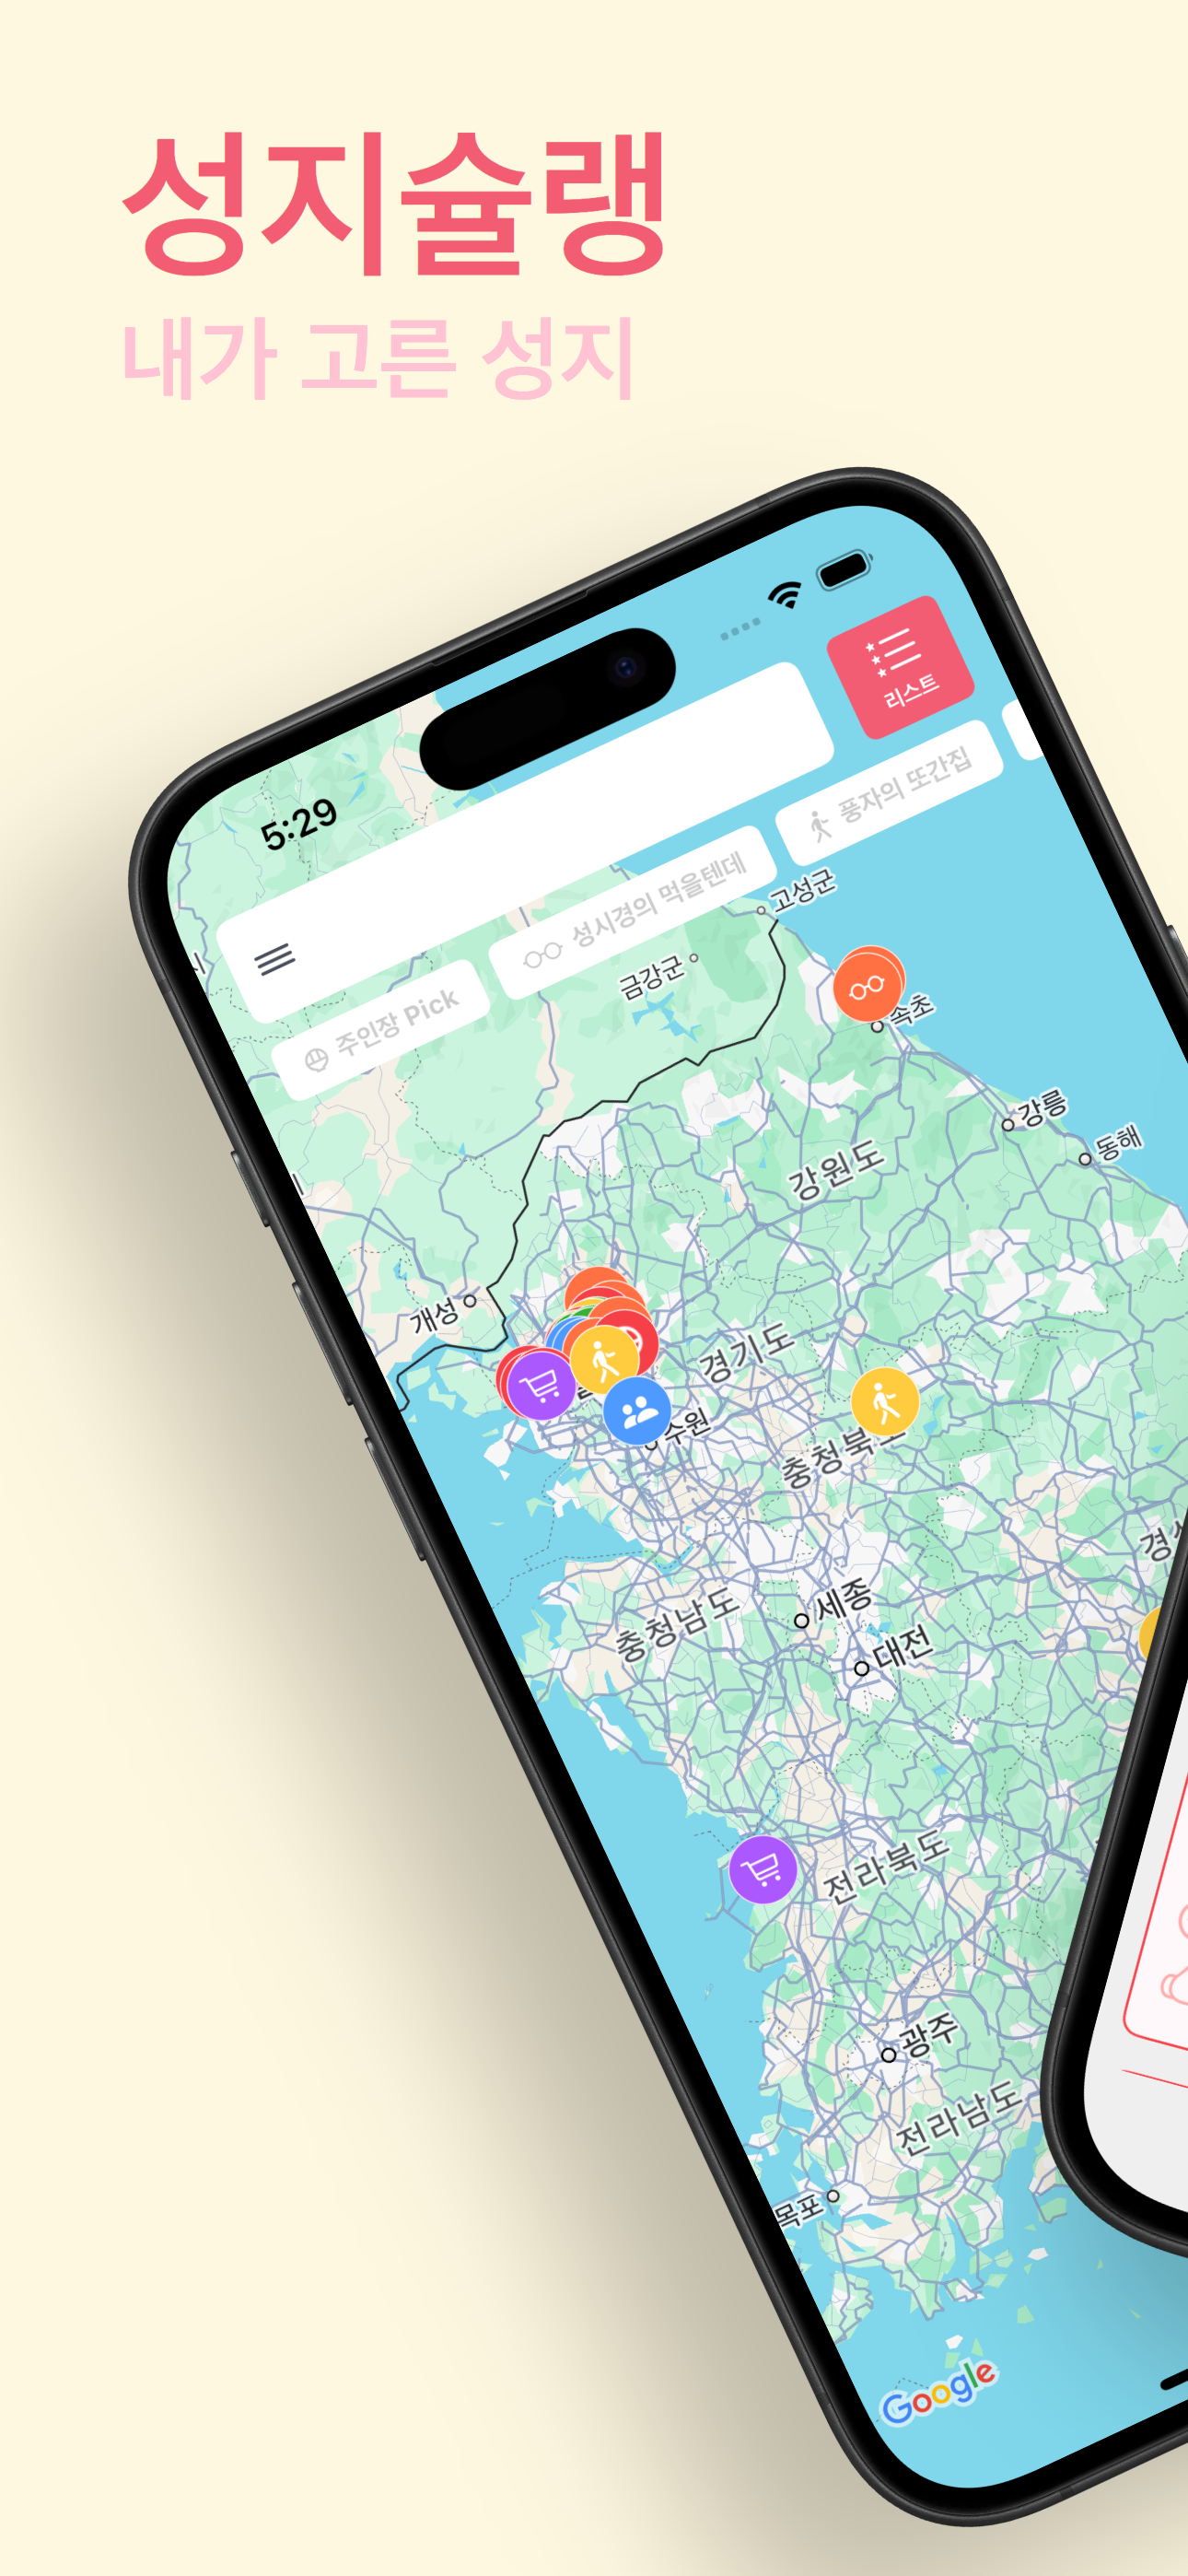 성지슐랭
내가 고른 성지
5:29
리스트
주인장 Pick
성시경의 먹을텐데
풍자의 또간집
고성군
금강군
속초
강릉
동해
강원도
개성
경기도
수원
충청북도
세종
충청남도
대전
전라북도
광주
전라남도
목포
Google